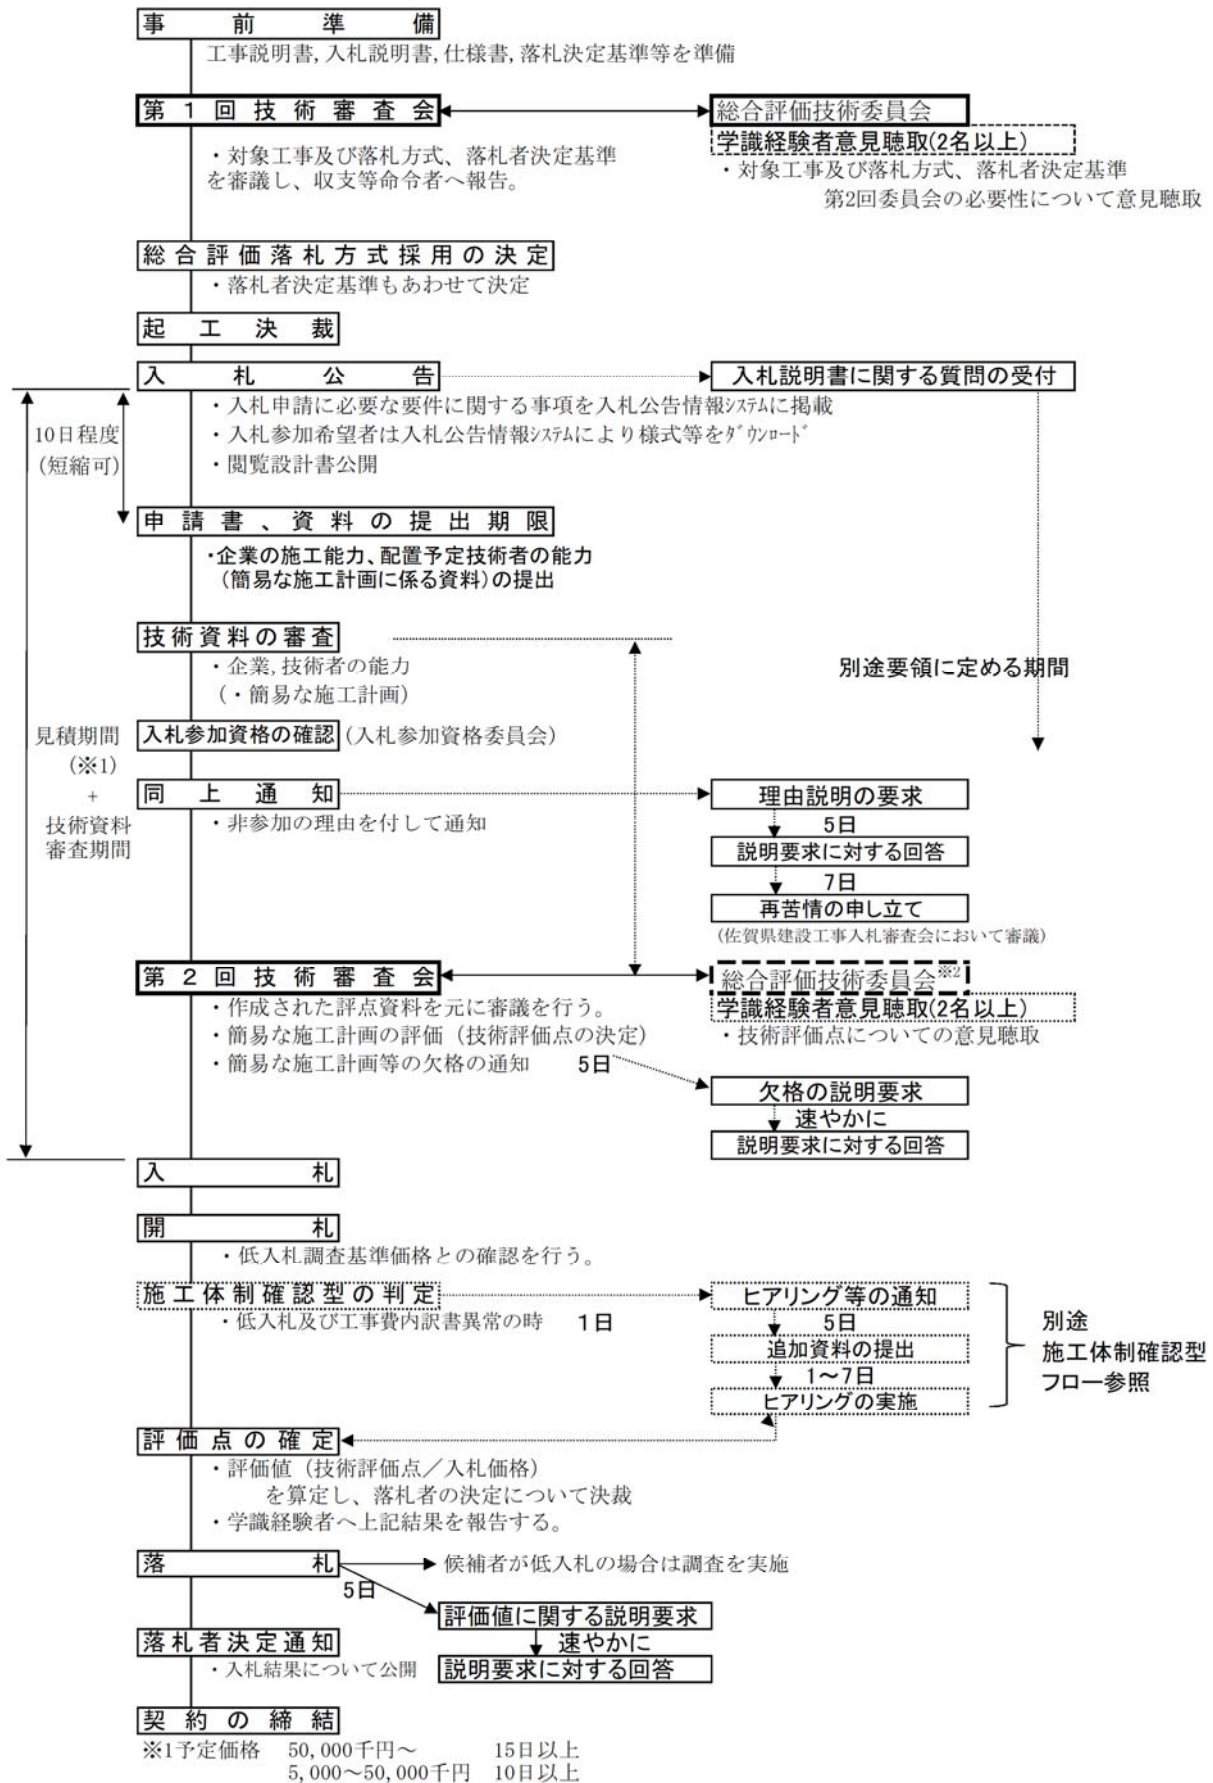 事前準備
工事説明書,入札説明書,仕様書,落札決定基準等を準備
第1回技術審査会
総合評価技術委員会
学識経験者意見聴取(2名以上)
・対象工事及び落札方式、落札者決定基準
を審議し、収支等命令者へ報告。
・対象工事及び落札方式、落札者決定基準
第2回委員会の必要性について意見聴取
総合評価落札方式採用の決定
・落札者決定基準もあわせて決定
起工決裁
入札公告
入札説明書に関する質問の受付
・入札申請に必要な要件に関する事項を入札公告情報ｼｽﾃﾑに掲載
・入札参加希望者は入札公告情報ｼｽﾃﾑにより様式等をﾀﾞｳﾝﾛｰﾄﾞ
・閲覧設計書公開
10日程度
(短縮可)
申請書、資料の提出期限
・企業の施工能力、配置予定技術者の能力
(簡易な施工計画に係る資料)の提出
技術資料の審査
・企業,技術者の能力
(・簡易な施工計画)
別途要領に定める期間
見積期間
(※1)
+
技術資料
審査期間
入札参加資格の確認(入札参加資格委員会)
同上通知
・非参加の理由を付して通知
理由説明の要求
5日
説明要求に対する回答
7日
再苦情の申し立て
(佐賀県建設工事入札審査会において審議)
第2回技術審査会
総合評価技術委員会※2
学識経験者意見聴取(2名以上)
・技術評価点についての意見聴取
・作成された評点資料を元に審議を行う。
・簡易な施工計画の評価(技術評価点の決定)
・簡易な施工計画等の欠格の通知 5日
欠格の説明要求
速やかに
説明要求に対する回答
入札
開札
・低入札調査基準価格との確認を行う。
施工体制確認型の判定
・低入札及び工事費内訳書異常の時 1日
ヒアリング等の通知
5日
追加資料の提出
1～7日
ヒアリングの実施
別途
施工体制確認型
フロー参照
評価点の確定
・評価値(技術評価点／入札価格)
を算定し、落札者の決定について決裁
・学識経験者へ上記結果を報告する。
落札
候補者が低入札の場合は調査を実施
5日
評価値に関する説明要求
速やかに
説明要求に対する回答
落札者決定通知
・入札結果について公開
契約の締結
※1予定価格 50,000千円～ 15日以上
5,000～50,000千円 10日以上